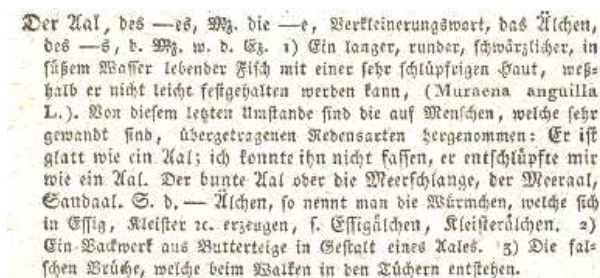 Der Aal, des —es, Mz. die —e, Verkleinerungswort, das Älchen,
des —s, d. Mz. w. d. Ez. 1) Ein langer, runder, schwärzlicher, in
süßem Wasser lebender Fisch mit einer sehr schlüpfrigen Haut, weß-
halb er nicht leicht festgehalten werden kann, (Muraena anguilla
L.). Von diesem letzten Umstande sind die auf Menschen, welche sehr
gewandt sind, übergetragenen Redensarten hergenommen: Er ist
glatt wie ein Aal; ich konnte ihn nicht fassen, er entschlüpfte mir
wie ein Aal. Der bunte Aal oder die Meerschlange, der Meeraal,
Sandaal. S. d. — Älchen, so nennt man die Würmchen, welche sich
in Essig, Kleister ꝛc. erzeugen, s. Essigälchen, Kleisterälchen. 2)
Ein Backwerk aus Butterteige in Gestalt eines Aales. 3) Die fal-
schen Brüche, welche beim Walken in den Tüchern entstehen.